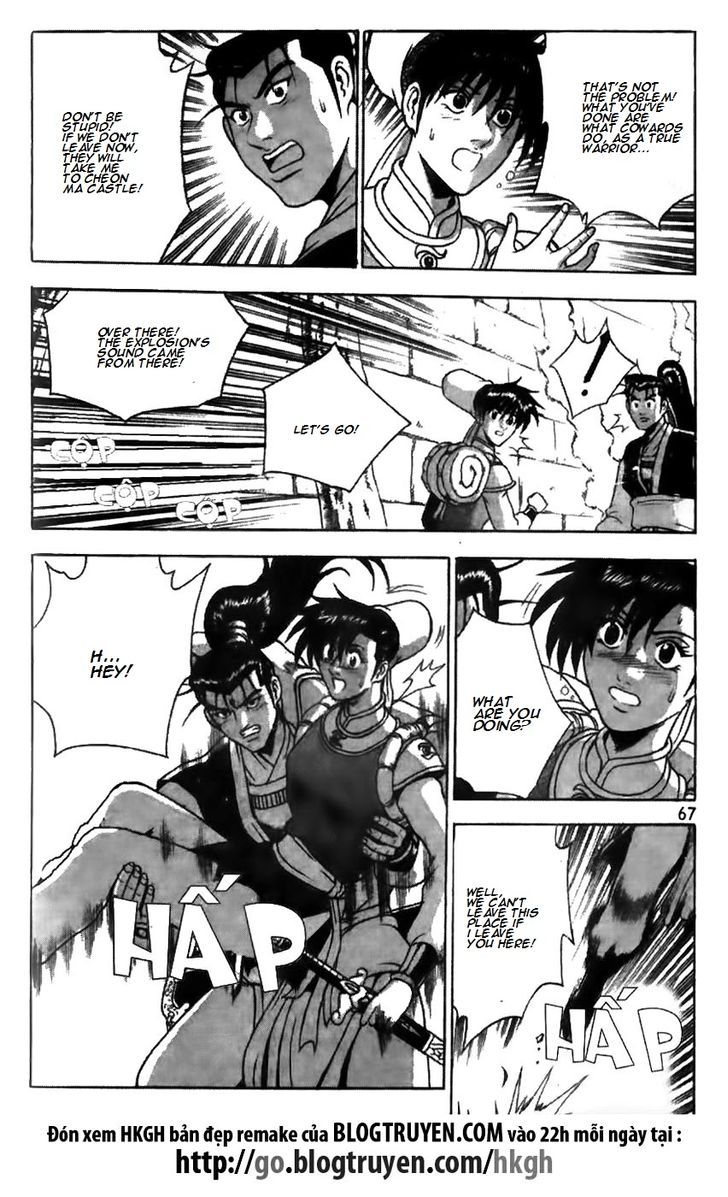 THAT'S NOT
THE PROBLEM!
WHAT YOU'VE
DONE ARE
WHAT COWARDS
DO, AS A TRUE
WARRIOR...
DON'T BE
STUPID!
IF WE DON'T
LEAVE NOW,
THEY WILL
TAKE ME
TO CHEON
MA CASTLE!
!
LET'S GO!
OVER THERE!
THE EXPLOSION'S
SOUND CAME
FROM THERE!
CỘP
CỘP
CỘP
WHAT
ARE YOU
DOING?
H...
HEY!
HẤP
67
WELL,
WE CAN'T
LEAVE THIS
PLACE IF
I LEAVE
YOU HERE!
HẤP
Đón xem HKGH bản đẹp remake của BLOGTRUYEN.COM vào 22h mỗi ngày tại :
http://go.blogtruyen.com/hkgh